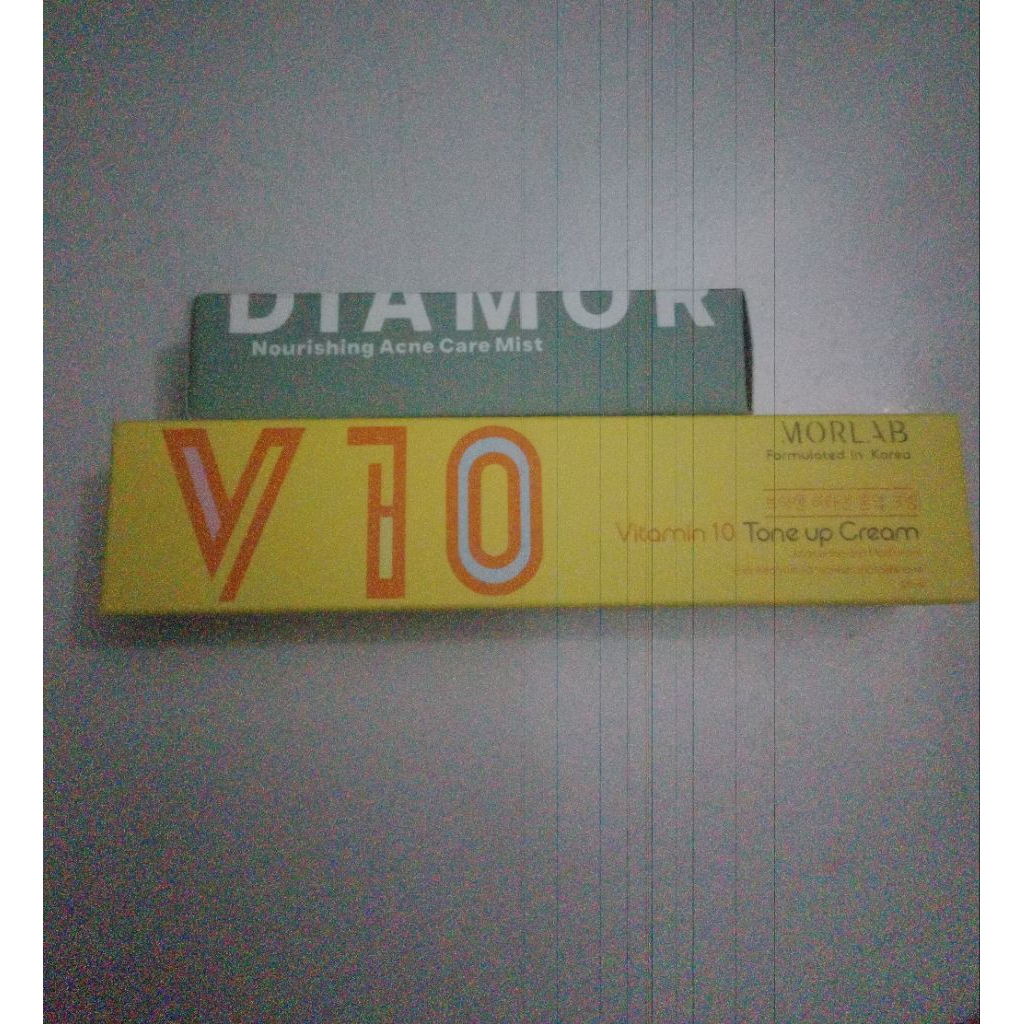 DIAMOR
Nourishing Acne Care Mist
V10
MORLAB
Formulated in Korea
Vitamin 10 Tone up Cream